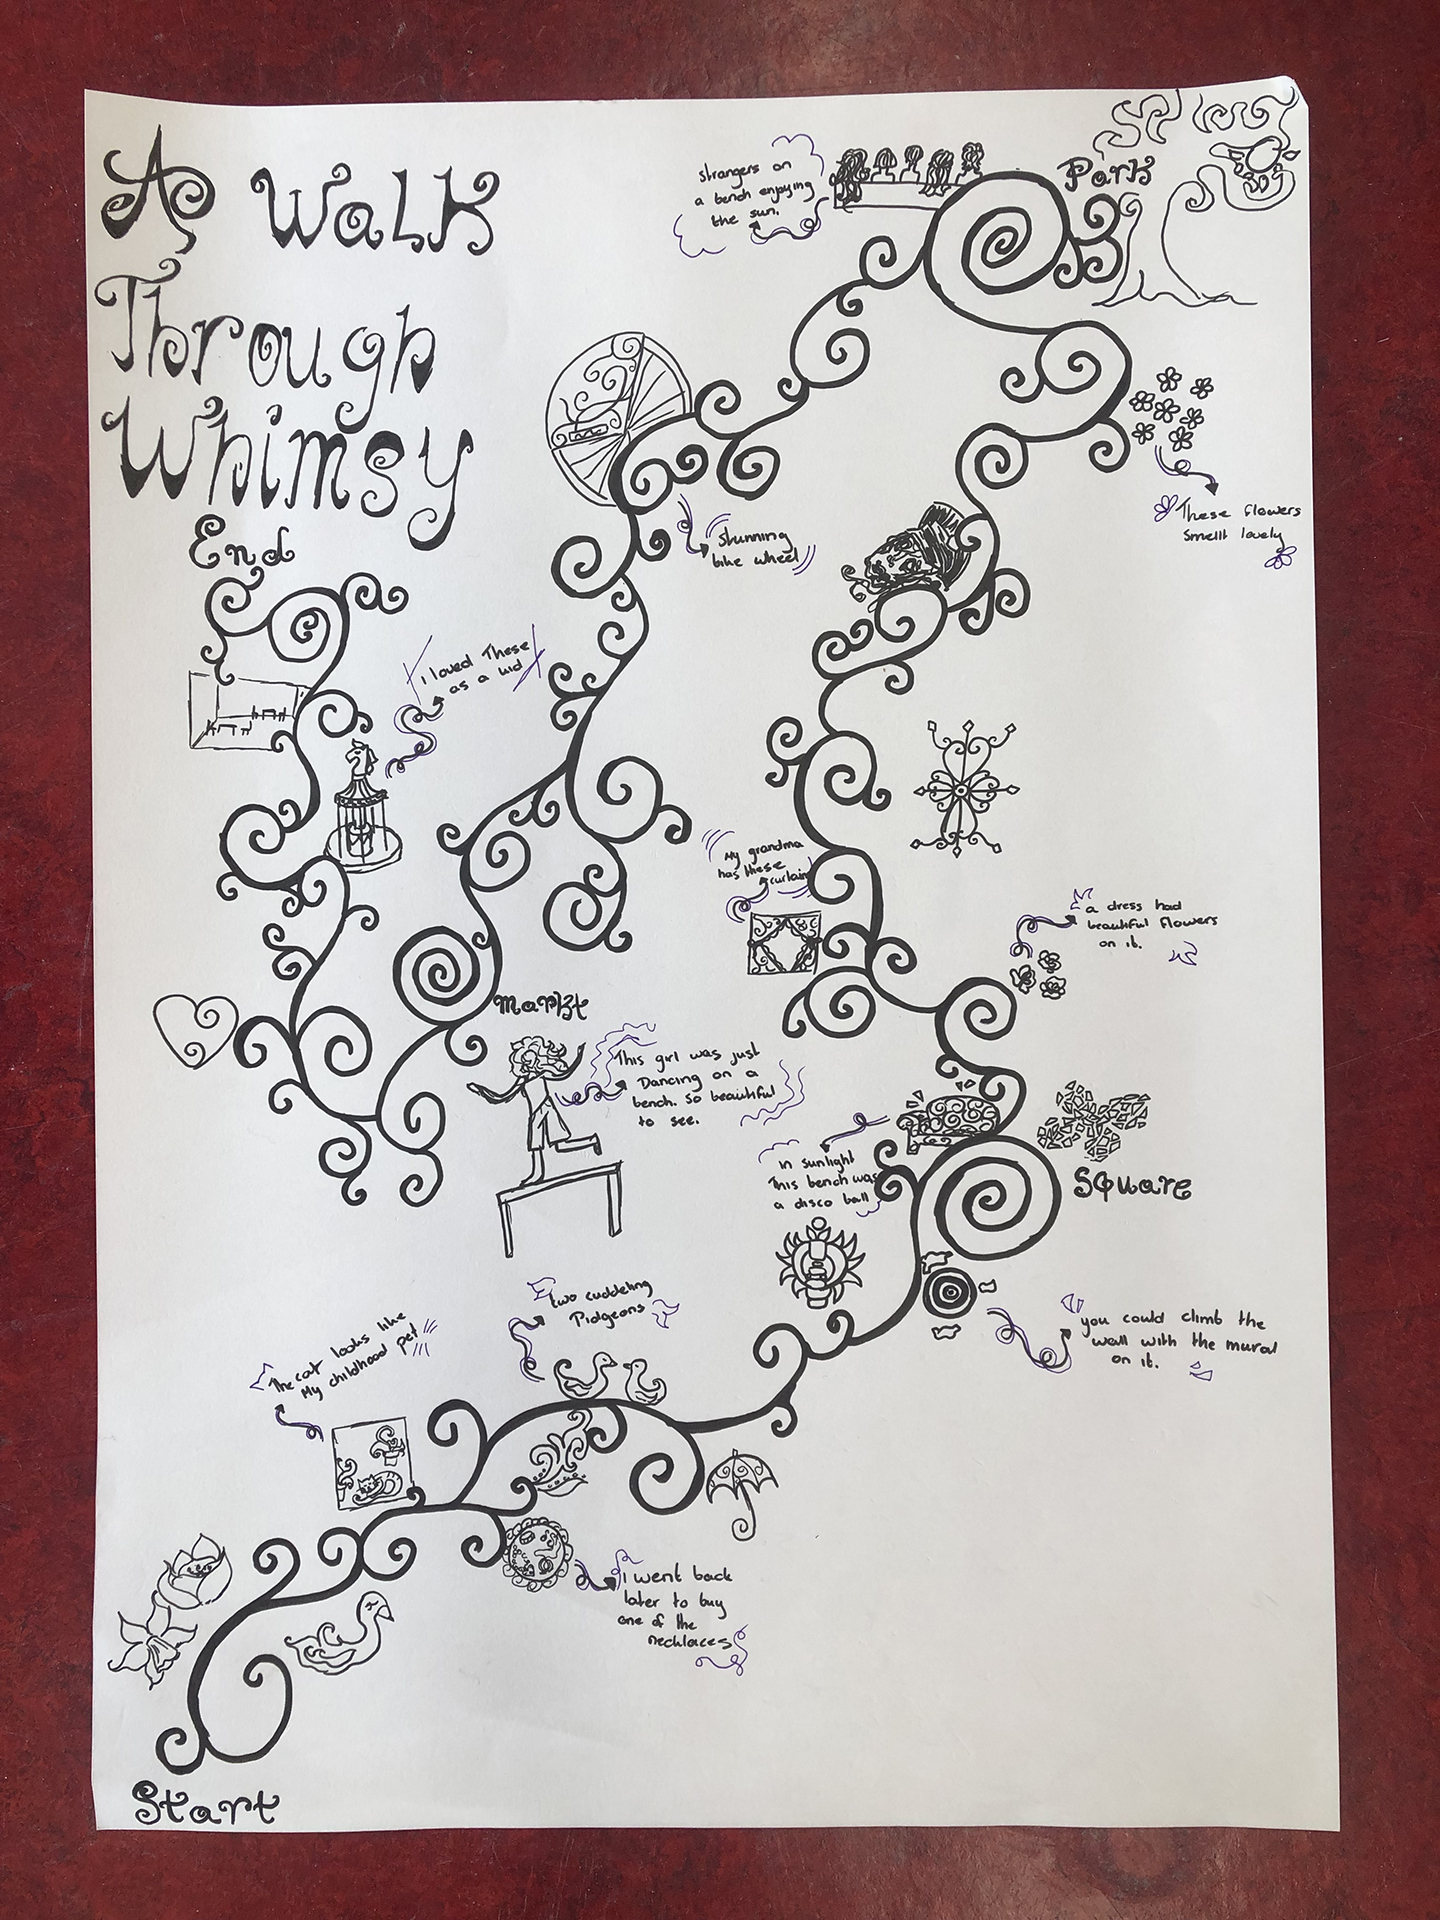 A Walk
Through
Whimsy
End
strangers on
a bench enjoying
the sun.
Park
These flowers
smellt lovely
stunning
bike wheel
I loved These
as a kid
My grandma
has these
curtain
a dress had
beautiful flowers
on it.
Markt
This girl was just
Dancing on a
bench. so beautiful
to see.
in sunlight
This bench was
a disco ball
Square
you could climb the
wall with the mural
on it.
two cuddeling
Pidgeons
The cat looks like
My childhood pet
i went back
later to buy
one of the
necklaces
Start